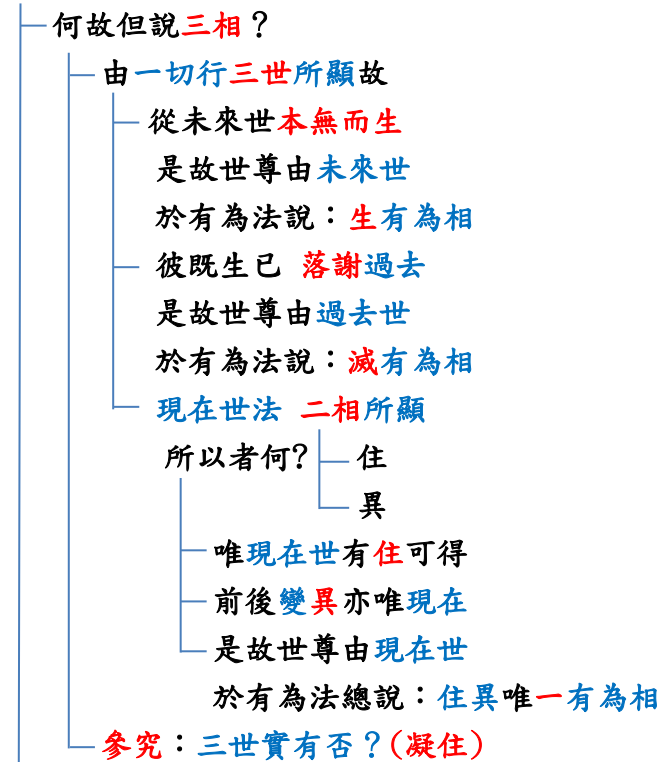 何故但說三相？
由一切行三世所顯故
從未來世本無而生
是故世尊由未來世
於有為法說：生有為相
彼既生已 落謝過去
是故世尊由過去世
於有為法說：滅有為相
現在世法 二相所顯
所以者何？
住
異
唯現在世有住可得
前後變異亦唯現在
是故世尊由現在世
於有為法總說：住異唯一有為相
參究：三世實有否？(凝住)